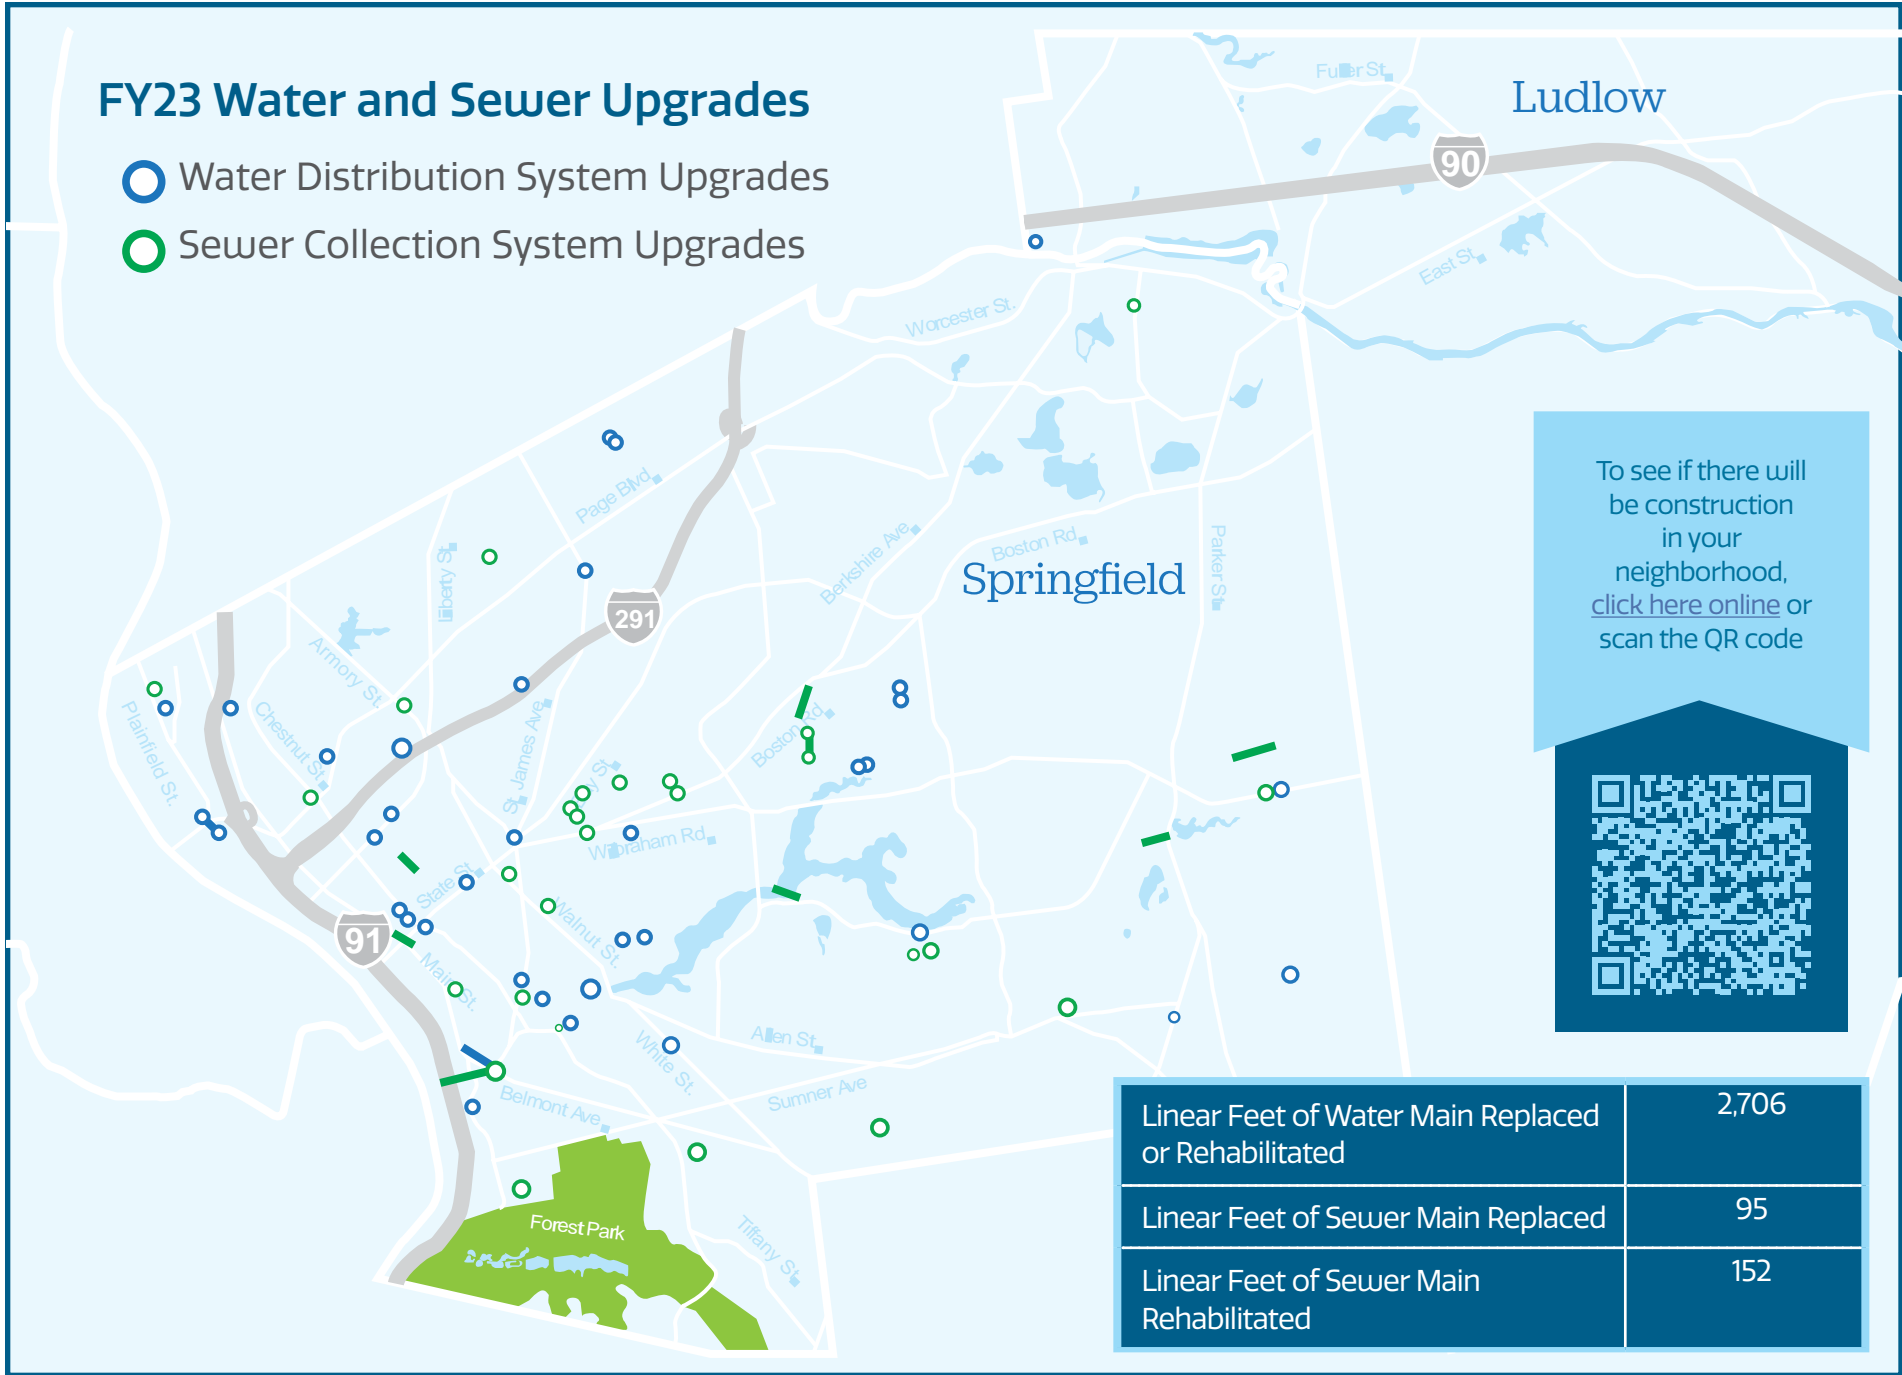 FY23 Water and Sewer Upgrades
Water Distribution System Upgrades
Sewer Collection System Upgrades
Ludlow
Fuller St.
90
East St.
Worcester St.
Page Blvd.
Liberty St.
Berkshire Ave.
Boston Rd.
Springfield
Parker St.
291
Armory St.
Plainfield St.
Chestnut St.
St. James Ave.
Bay St.
Boston Rd.
Wilbraham Rd.
State St.
Walnut St.
91
Main St.
White St.
Allen St.
Sumner Ave
Belmont Ave.
Forest Park
Tiffany St.
To see if there will
be construction
in your
neighborhood,
click here online or
scan the QR code
Linear Feet of Water Main Replaced
or Rehabilitated
2,706
Linear Feet of Sewer Main Replaced
95
Linear Feet of Sewer Main
Rehabilitated
152